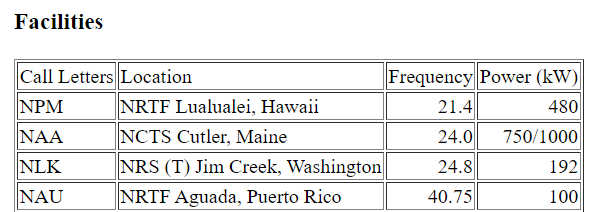 Facilities
Call Letters Location Frequency Power (kW)
NPM NRTF Lualualei, Hawaii 21.4 480
NAA NCTS Cutler, Maine 24.0 750/1000
NLK NRS (T) Jim Creek, Washington 24.8 192
NAU NRTF Aguada, Puerto Rico 40.75 100